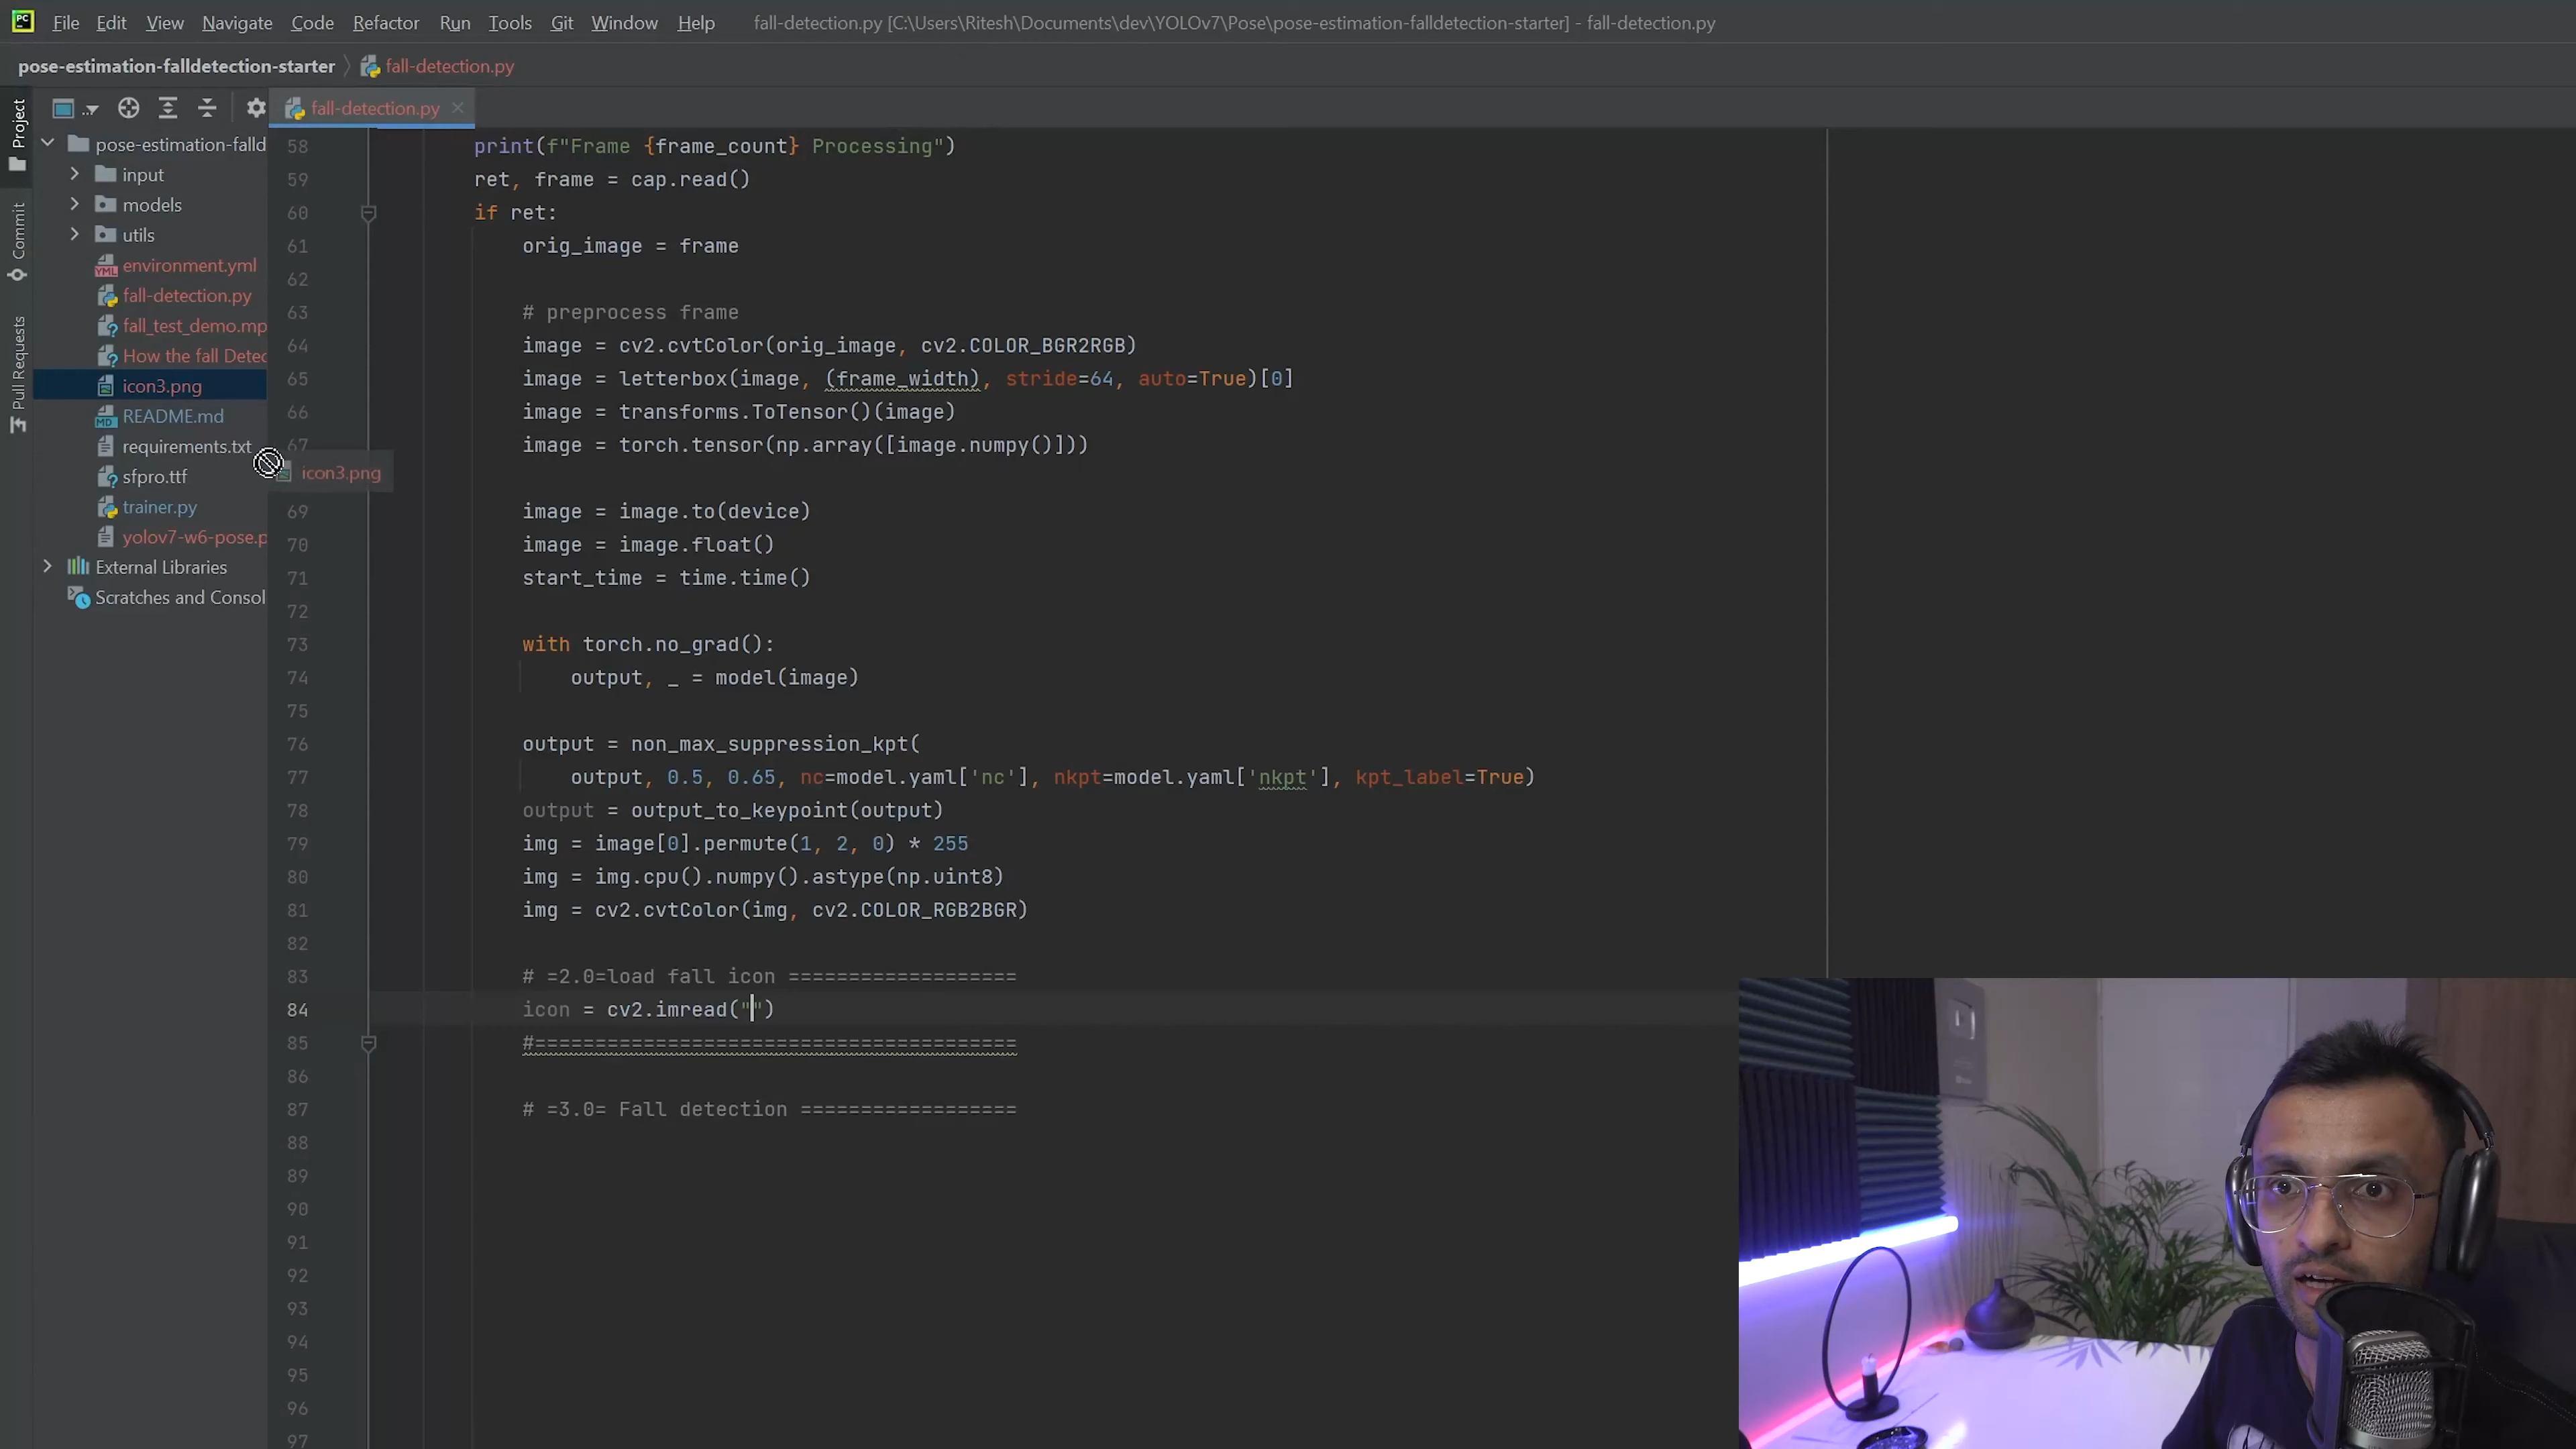 PC File Edit View Navigate Code Refactor Run Tools Git Window Help fall-detection.py [C:\Users\Ritesh\Documents\dev\YOLOv7\Pose\pose-estimation-falldetection-starter] - fall-detection.py
pose-estimation-falldetection-starter fall-detection.py
fall-detection.py
Project
Commit
Pull Requests
pose-estimation-falld
input
models
utils
environment.yml
fall-detection.py
fall_test_demo.mp
How the fall Detec
icon3.png
README.md
requirements.txt
sfpro.ttf
trainer.py
yolov7-w6-pose.p
External Libraries
Scratches and Consol
icon3.png
58 print(f"Frame {frame_count} Processing")
59 ret, frame = cap.read()
60 if ret:
61 orig_image = frame
62
63 # preprocess frame
64 image = cv2.cvtColor(orig_image, cv2.COLOR_BGR2RGB)
65 image = letterbox(image, (frame_width), stride=64, auto=True)[0]
66 image = transforms.ToTensor()(image)
67 image = torch.tensor(np.array([image.numpy()]))
69 image = image.to(device)
70 image = image.float()
71 start_time = time.time()
72
73 with torch.no_grad():
74 output, _ = model(image)
75
76 output = non_max_suppression_kpt(
77 output, 0.5, 0.65, nc=model.yaml['nc'], nkpt=model.yaml['nkpt'], kpt_label=True)
78 output = output_to_keypoint(output)
79 img = image[0].permute(1, 2, 0) * 255
80 img = img.cpu().numpy().astype(np.uint8)
81 img = cv2.cvtColor(img, cv2.COLOR_RGB2BGR)
82
83 # =2.0=load fall icon ===================
84 icon = cv2.imread("")
85 #========================================
86
87 # =3.0= Fall detection ==================
88
89
90
91
92
93
94
95
96
97